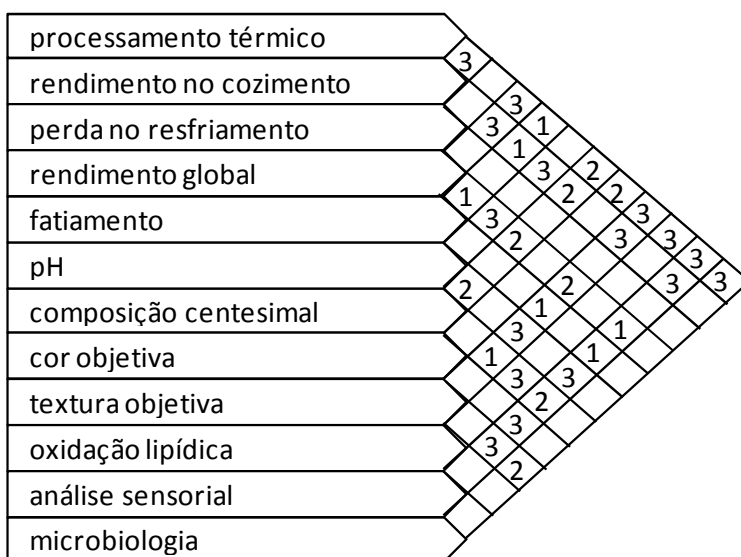 processamento térmico
rendimento no cozimento
perda no resfriamento
rendimento global
fatiamento
pH
composição centesimal
cor objetiva
textura objetiva
oxidação lipídica
análise sensorial
microbiologia
3
3
3 1
1
3 2
1 2 2
3 3
2 3 3
3
2 2 3 3
1
3 1
1 1
3 3
2
3
3
2